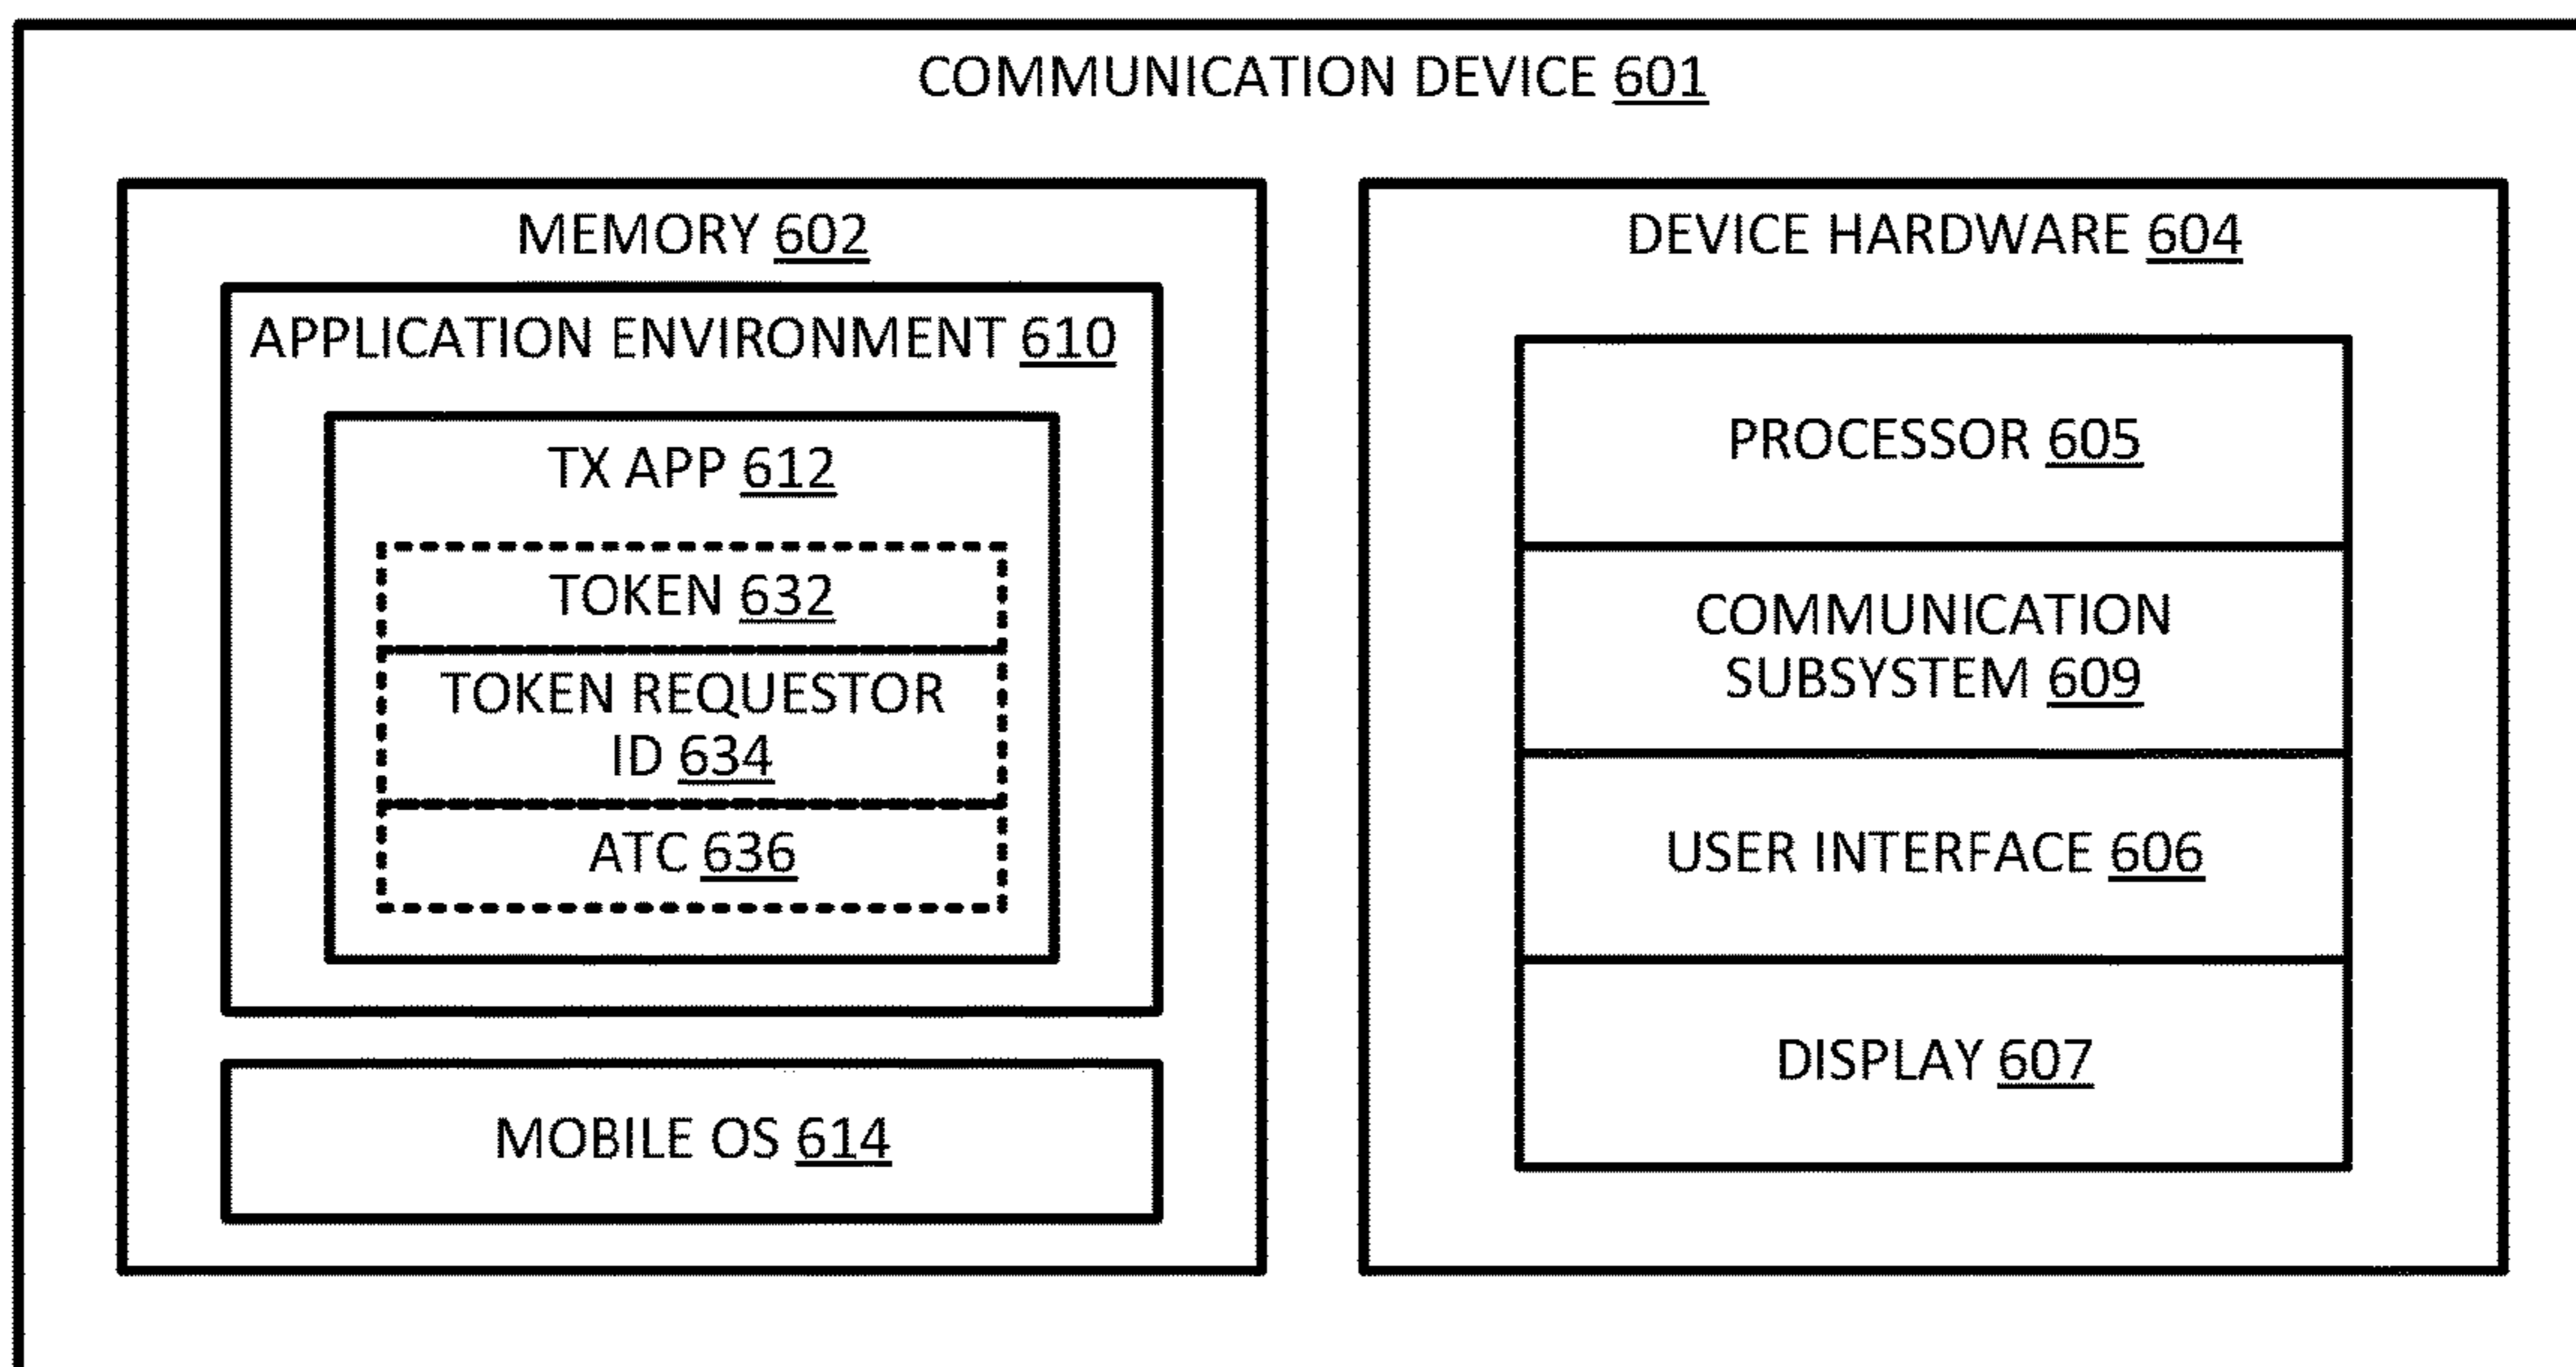 COMMUNICATION DEVICE 601
MEMORY 602
APPLICATION ENVIRONMENT 610
TX APP 612
TOKEN 632
TOKEN REQUESTOR
ID 634
ATC 636
MOBILE OS 614
DEVICE HARDWARE 604
PROCESSOR 605
COMMUNICATION
SUBSYSTEM 609
USER INTERFACE 606
DISPLAY 607